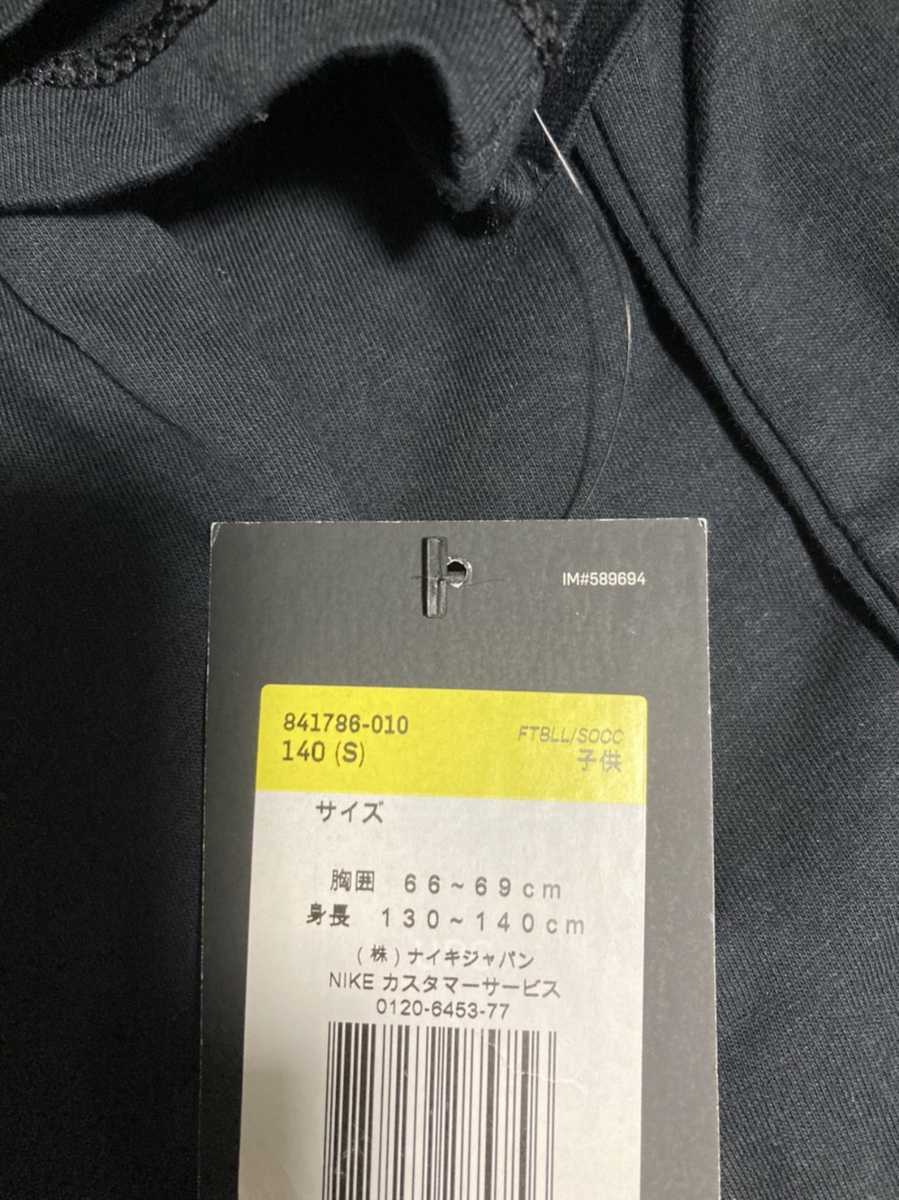 IM#589694
841786-010
FTBLL/SOCC
140 (S)
子供
サイズ
胸囲 66~69cm
身長 130~140cm
(株)ナイキジャパン
NIKE カスタマーサービス
0120-6453-77